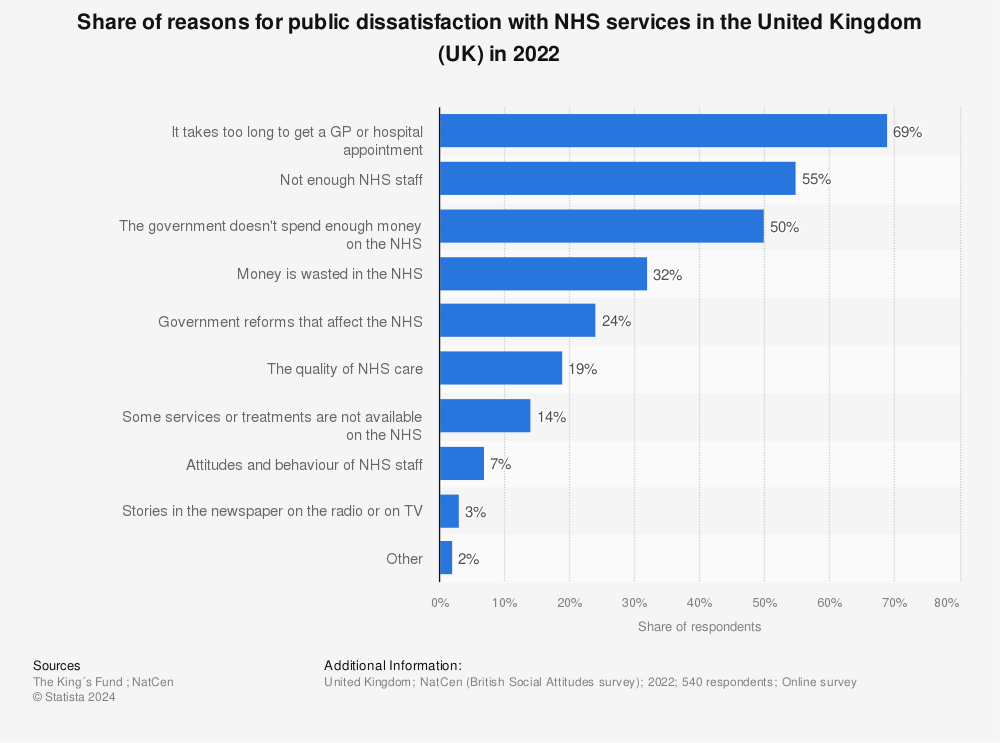 Share of reasons for public dissatisfaction with NHS services in the United Kingdom
(UK) in 2022
It takes too long to get a GP or hospital
appointment
69%
Not enough NHS staff
55%
The government doesn't spend enough money
on the NHS
50%
Money is wasted in the NHS
32%
Government reforms that affect the NHS
24%
The quality of NHS care
19%
Some services or treatments are not available
on the NHS
14%
Attitudes and behaviour of NHS staff
7%
Stories in the newspaper on the radio or on TV
3%
Other
2%
0% 10% 20% 30% 40% 50% 60% 70% 80%
Share of respondents
Sources
The King´s Fund ; NatCen
© Statista 2024
Additional Information:
United Kingdom; NatCen (British Social Attitudes survey); 2022; 540 respondents; Online survey